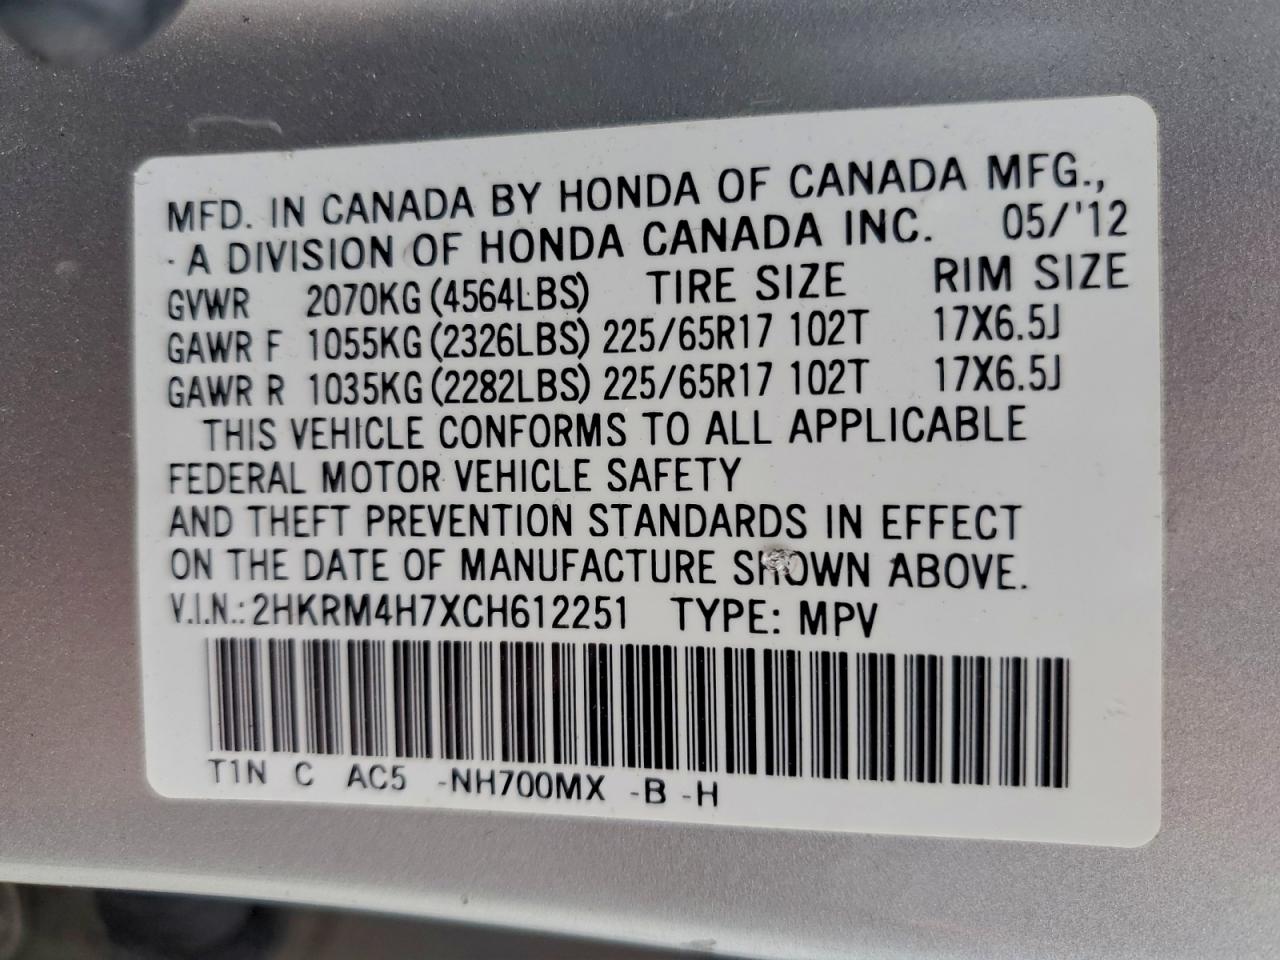 MFD. IN CANADA BY HONDA OF CANADA MFG.,
· A DIVISION OF HONDA CANADA INC. 05/'12
GVWR 2070KG (4564LBS) TIRE SIZE RIM SIZE
GAWR F 1055KG (2326LBS) 225/65R17 102T 17X6.5J
GAWR R 1035KG (2282LBS) 225/65R17 102T 17X6.5J
THIS VEHICLE CONFORMS TO ALL APPLICABLE
FEDERAL MOTOR VEHICLE SAFETY
AND THEFT PREVENTION STANDARDS IN EFFECT
ON THE DATE OF MANUFACTURE SHOWN ABOVE.
V.I.N.: 2HKRM4H7XCH612251 TYPE: MPV
T1N C AC5 -NH700MX -B -H